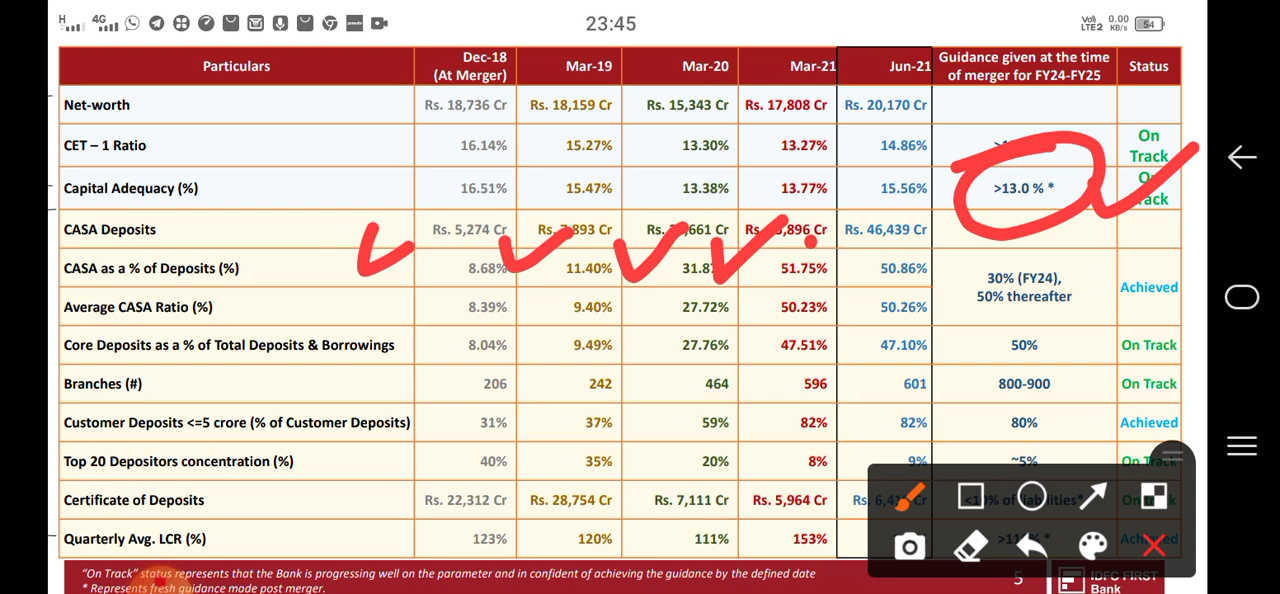 H 4G 23:45 Vol) LTE2 0.00 KB/s 54
Particulars Dec-18 (At Merger) Mar-19 Mar-20 Mar-21 Jun-21 Guidance given at the time of merger for FY24-FY25 Status
Net-worth Rs. 18,736 Cr Rs. 18,159 Cr Rs. 15,343 Cr Rs. 17,808 Cr Rs. 20,170 Cr
CET – 1 Ratio 16.14% 15.27% 13.30% 13.27% 14.86% On Track
Capital Adequacy (%) 16.51% 15.47% 13.38% 13.77% 15.56% >13.0 % *
CASA Deposits Rs. 5,274 Cr Rs. Cr Rs. Cr Rs. Cr Rs. 46,439 Cr
CASA as a % of Deposits (%) 8.68% 11.40% 51.75% 50.86% 30% (FY24), 50% thereafter Achieved
Average CASA Ratio (%) 8.39% 9.40% 27.72% 50.23% 50.26%
Core Deposits as a % of Total Deposits & Borrowings 8.04% 9.49% 27.76% 47.51% 47.10% 50% On Track
Branches (#) 206 242 464 596 601 800-900 On Track
Customer Deposits <=5 crore (% of Customer Deposits) 31% 37% 59% 82% 82% 80% Achieved
Top 20 Depositors concentration (%) 40% 35% 20% 8% 9% ~5% On Track
Certificate of Deposits Rs. 22,312 Cr Rs. 28,754 Cr Rs. 7,111 Cr Rs. 5,964 Cr
Quarterly Avg. LCR (%) 123% 120% 111% 153%
"On Track" status represents that the Bank is progressing well on the parameter and in confident of achieving the guidance by the defined date
* Represents fresh guidance made post merger.
5
IDFC FIRST
Bank